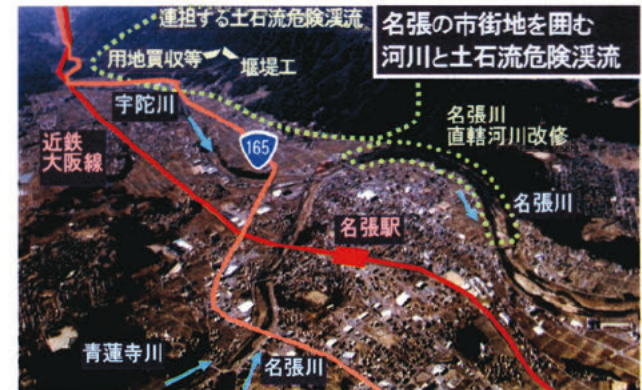 連担する土石流危険渓流
名張の市街地を囲む
河川と土石流危険渓流
用地買収等
堰堤工
宇陀川
名張川
直轄河川改修
近鉄
大阪線
165
名張川
名張駅
青蓮寺川
名張川